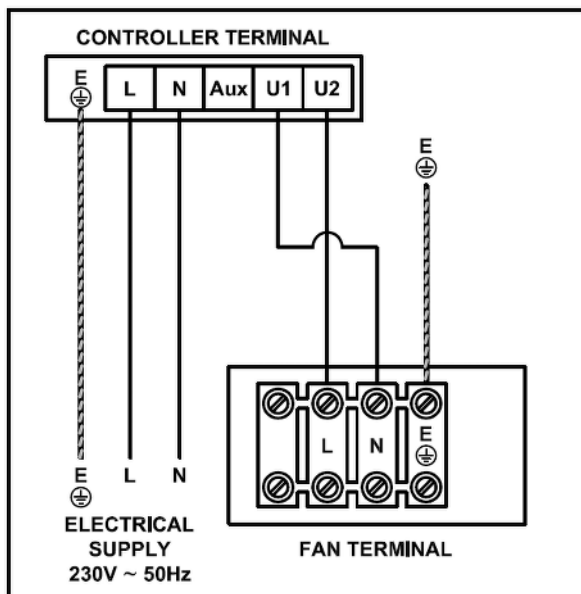 CONTROLLER TERMINAL
E
L N Aux U1 U2
E
L N E
E L N
ELECTRICAL
SUPPLY
230V ~ 50Hz
FAN TERMINAL